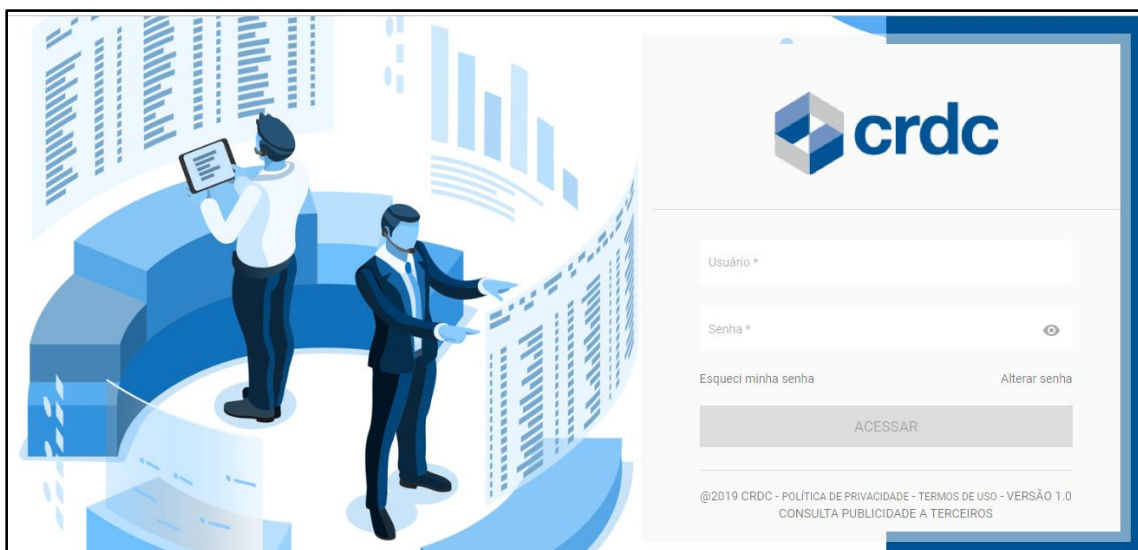 crdc
Usuário *
Senha *
Esqueci minha senha
Alterar senha
ACESSAR
@2019 CRDC - POLÍTICA DE PRIVACIDADE - TERMOS DE USO - VERSÃO 1.0
CONSULTA PUBLICIDADE A TERCEIROS